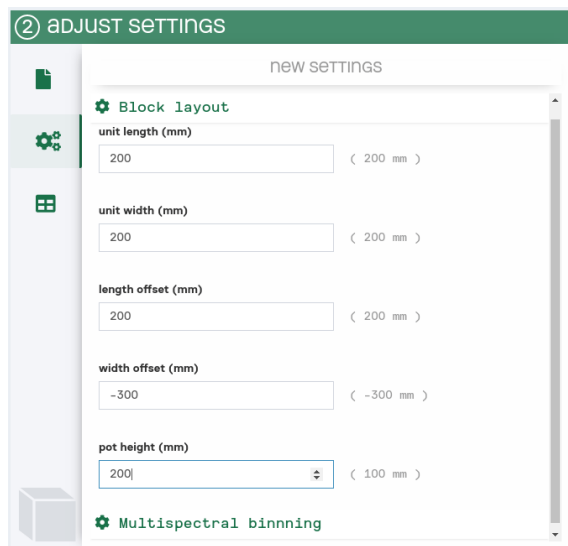 ② ADJUST SETTINGS
NEW SETTINGS
Block layout
unit length (mm)
200 ( 200 mm )
unit width (mm)
200 ( 200 mm )
length offset (mm)
200 ( 200 mm )
width offset (mm)
-300 ( -300 mm )
pot height (mm)
200 ( 100 mm )
Multispectral binnning